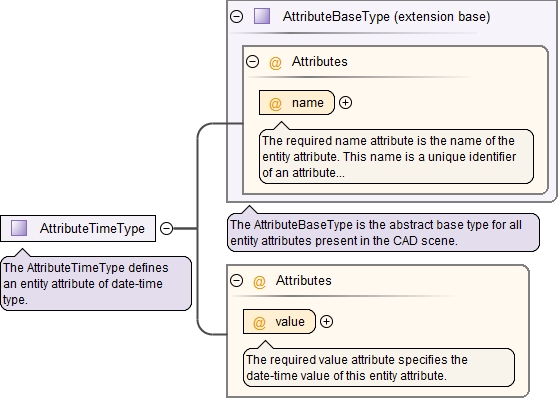 AttributeBaseType (extension base)
@ Attributes
@ name
The required name attribute is the name of the
entity attribute. This name is a unique identifier
of an attribute...
The AttributeBaseType is the abstract base type for all
entity attributes present in the CAD scene.
AttributeTimeType
The AttributeTimeType defines
an entity attribute of date-time
type.
@ Attributes
@ value
The required value attribute specifies the
date-time value of this entity attribute.